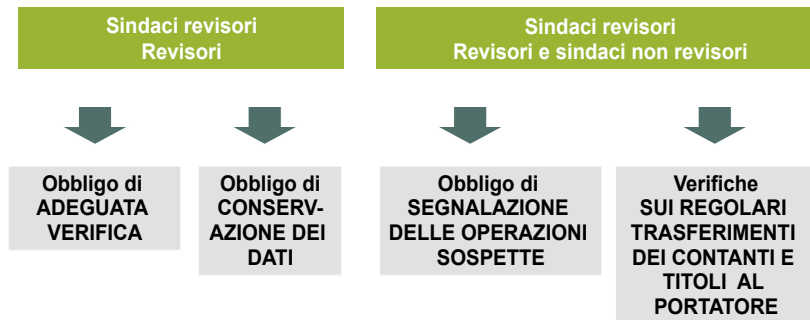 Sindaci revisori
Revisori
Sindaci revisori
Revisori e sindaci non revisori
Obbligo di
ADEGUATA
VERIFICA
Obbligo di
CONSERV-
AZIONE DEI
DATI
Obbligo di
SEGNALAZIONE
DELLE OPERAZIONI
SOSPETTE
Verifiche
SUI REGOLARI
TRASFERIMENTI
DEI CONTANTI E
TITOLI AL
PORTATORE